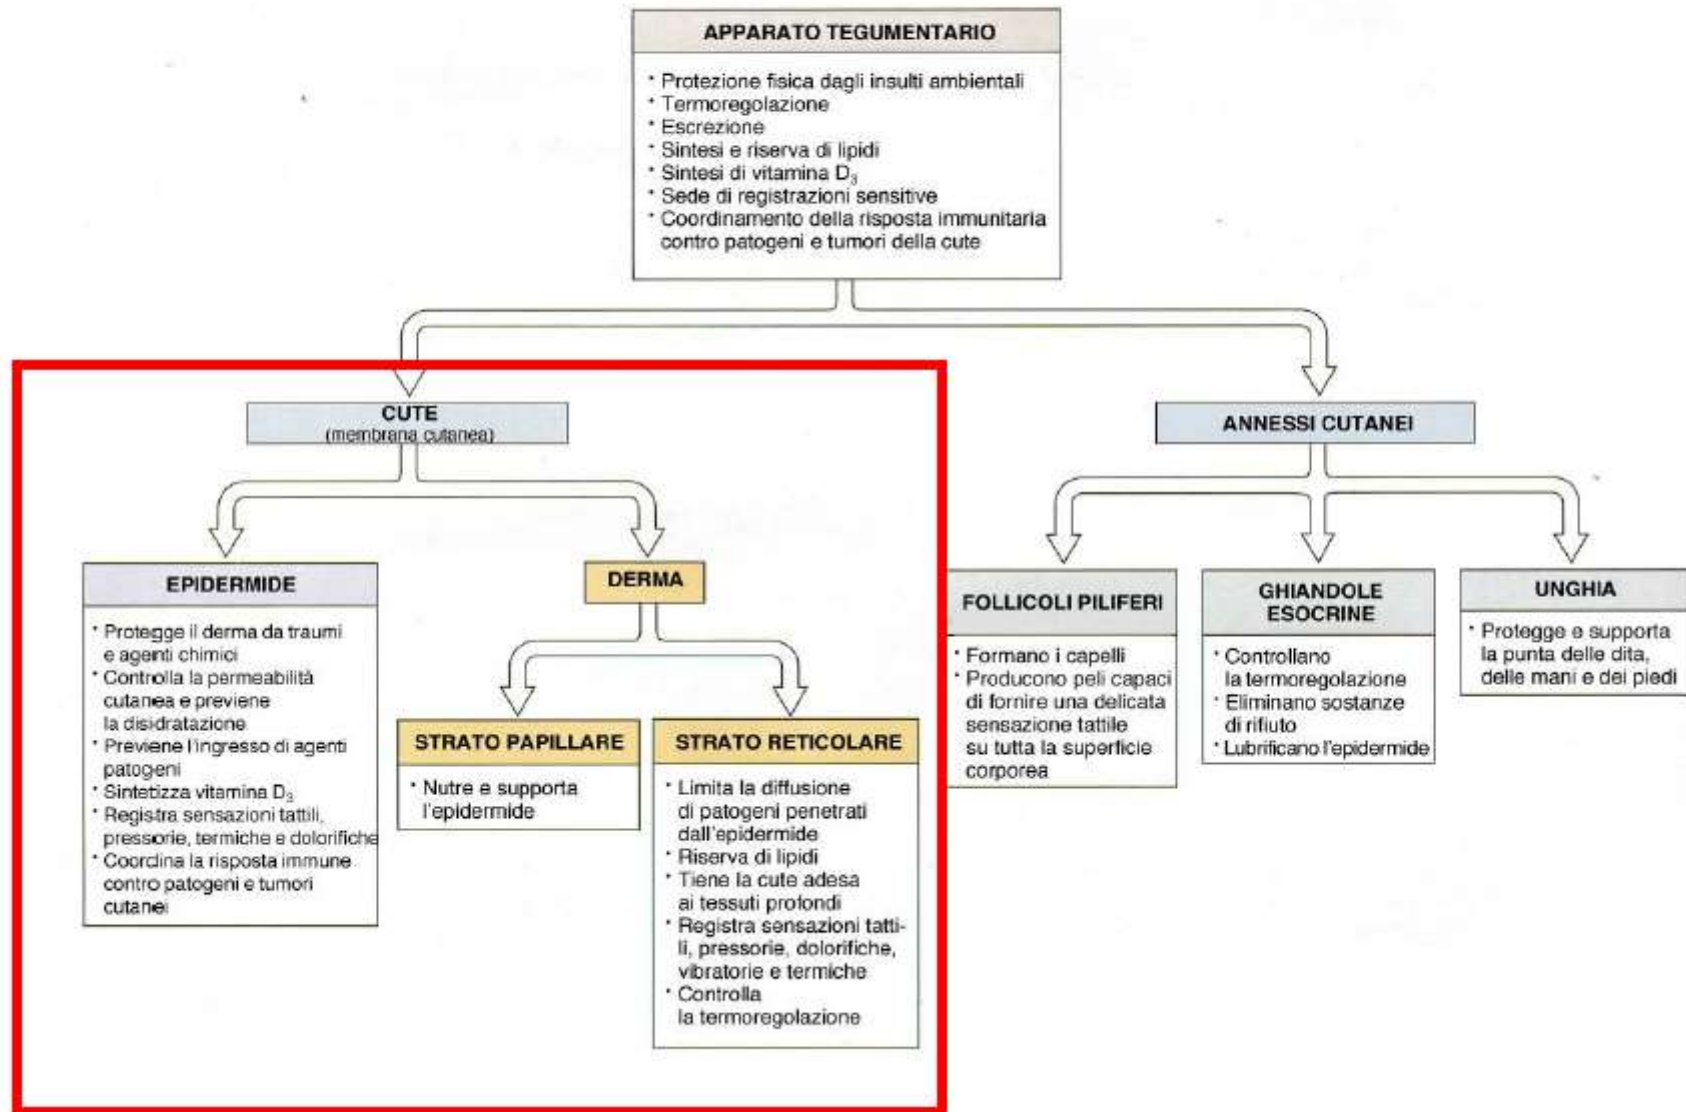 APPARATO TEGUMENTARIO
• Protezione fisica dagli insulti ambientali
• Termoregolazione
• Escrezione
• Sintesi e riserva di lipidi
• Sintesi di vitamina D₃
• Sede di registrazioni sensitive
• Coordinamento della risposta immunitaria
contro patogeni e tumori della cute
CUTE
(membrana cutanea)
ANNESSI CUTANEI
EPIDERMIDE
• Protegge il derma da traumi
e agenti chimici
• Controlla la permeabilità
cutanea e previene
la disidratazione
• Previene l'ingresso di agenti
patogeni
• Sintetizza vitamina D₃
• Registra sensazioni tattili,
pressorie, termiche e dolorifiche
• Coordina la risposta immune
contro patogeni e tumori
cutanei
DERMA
STRATO PAPILLARE
• Nutre e supporta
l'epidermide
STRATO RETICOLARE
• Limita la diffusione
di patogeni penetrati
dall'epidermide
• Riserva di lipidi
• Tiene la cute adesa
ai tessuti profondi
• Registra sensazioni tatti-
li, pressorie, dolorifiche,
vibratorie e termiche
• Controlla
la termoregolazione
FOLLICOLI PILIFERI
• Formano i capelli
• Producono peli capaci
di fornire una delicata
sensazione tattile
su tutta la superficie
corporea
GHIANDOLE
ESOCRINE
• Controllano
la termoregolazione
• Eliminano sostanze
di rifiuto
• Lubrificano l'epidermide
UNGHIA
• Protegge e supporta
la punta delle dita,
delle mani e dei piedi